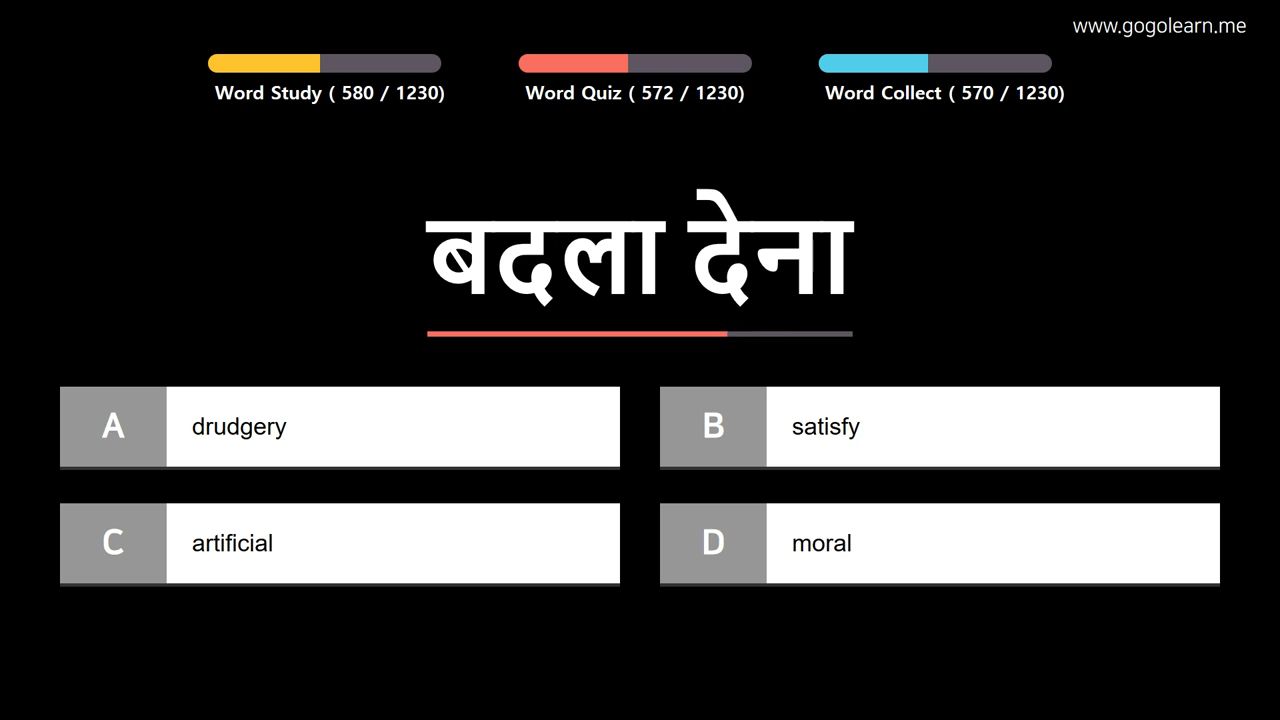 www.gogolearn.me
Word Study ( 580 / 1230)
Word Quiz ( 572 / 1230)
Word Collect ( 570 / 1230)
बदला देना
A drudgery
B satisfy
C artificial
D moral